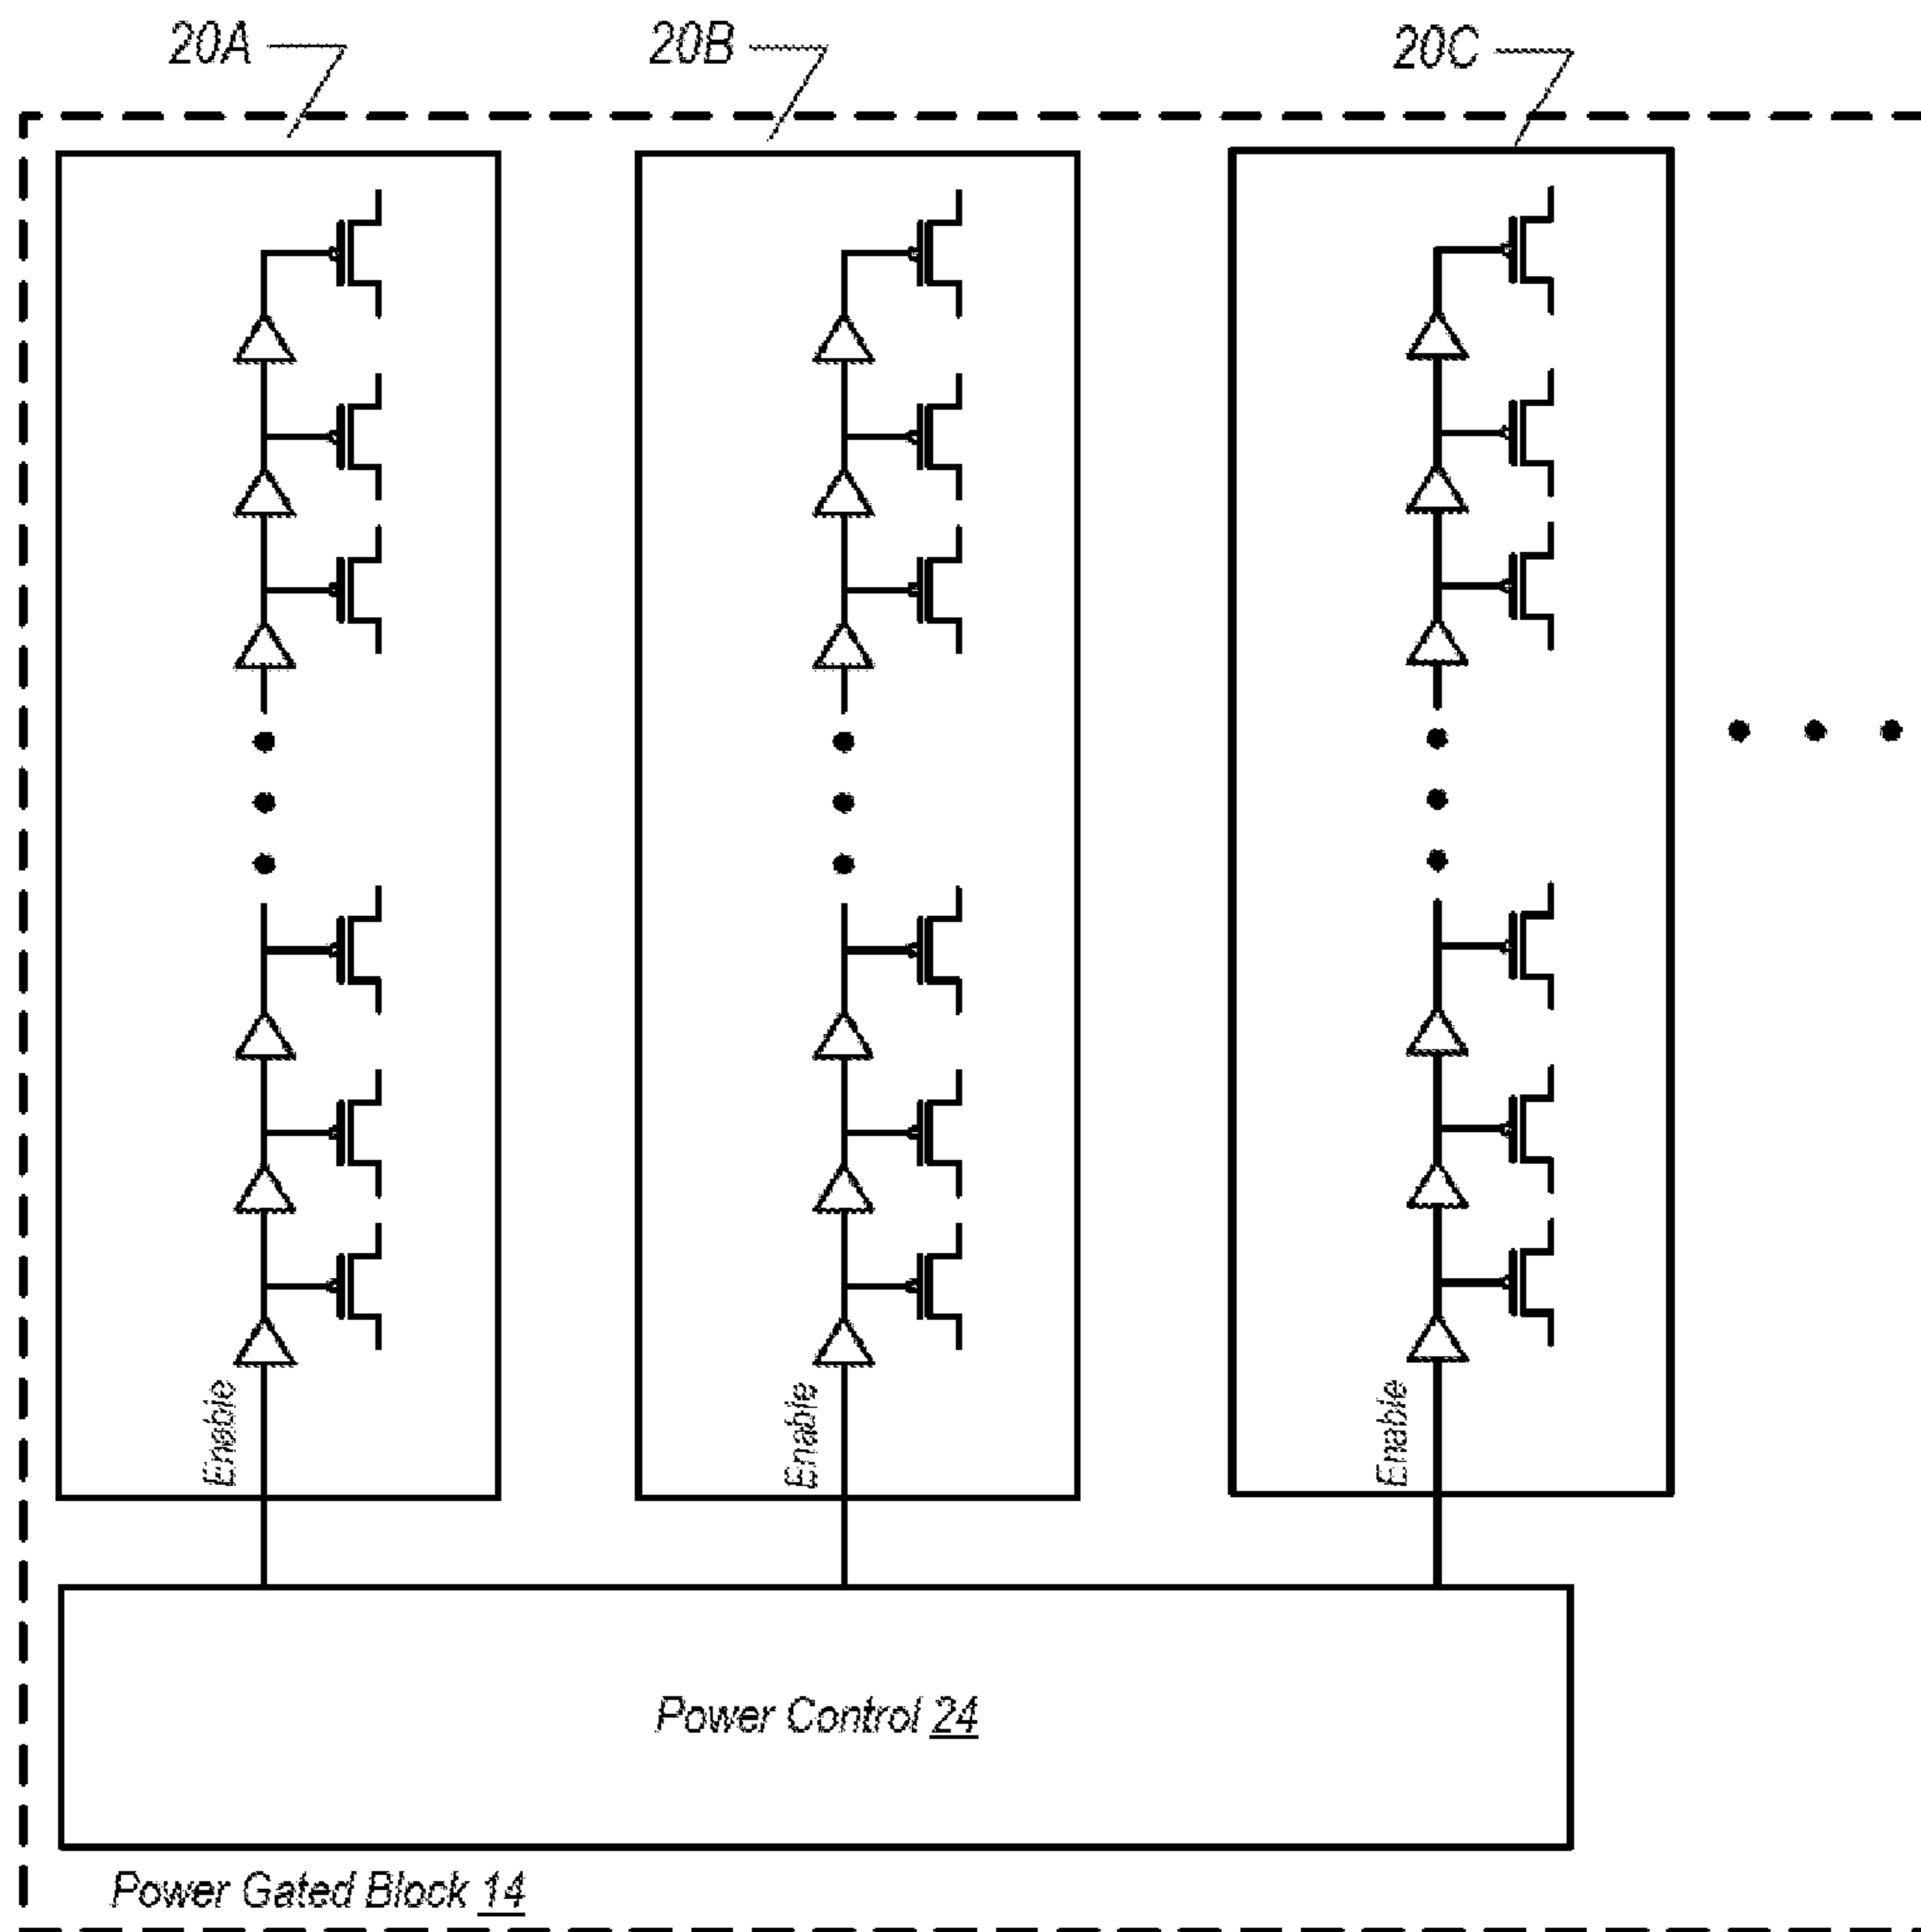 20A
20B
20C
Enable
Enable
Enable
Power Control 24
Power Gated Block 14